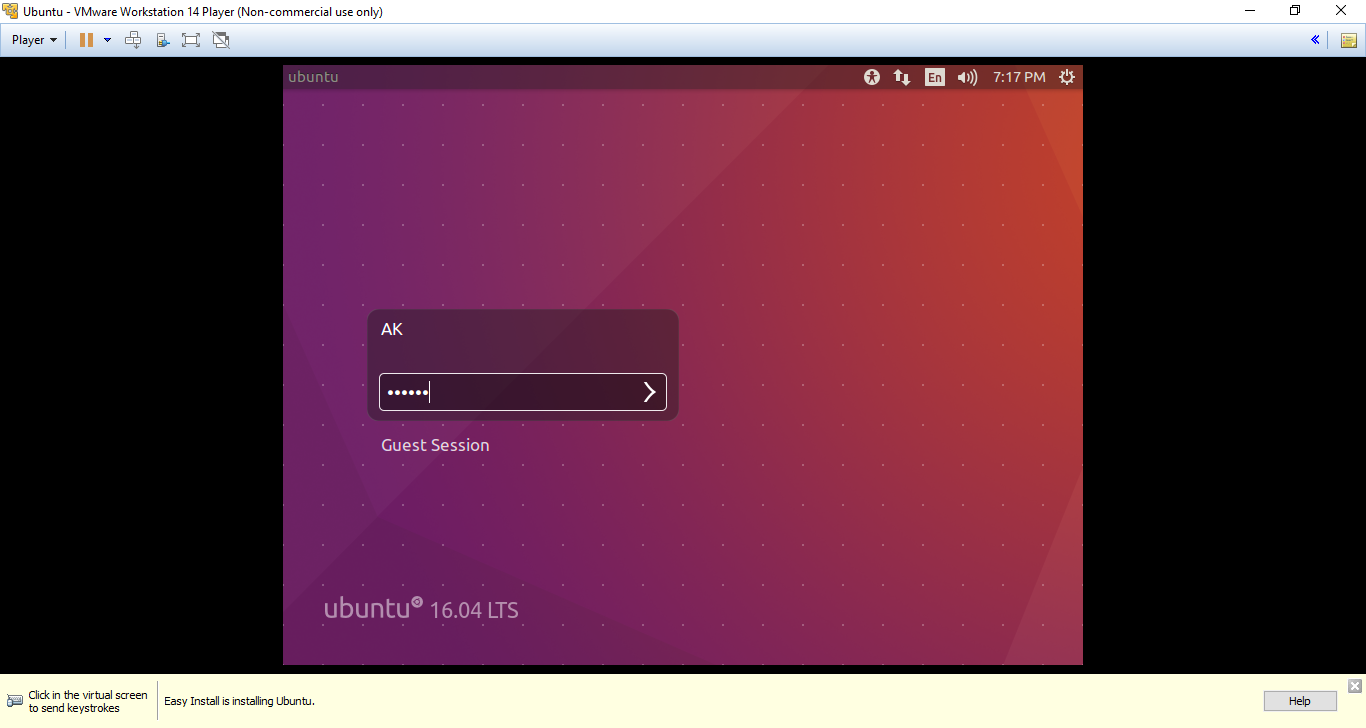 Ubuntu - VMware Workstation 14 Player (Non-commercial use only)
Player
ubuntu
En
7:17 PM
AK
••••••
Guest Session
ubuntu 16.04 LTS
Click in the virtual screen
to send keystrokes
Easy Install is installing Ubuntu.
Help